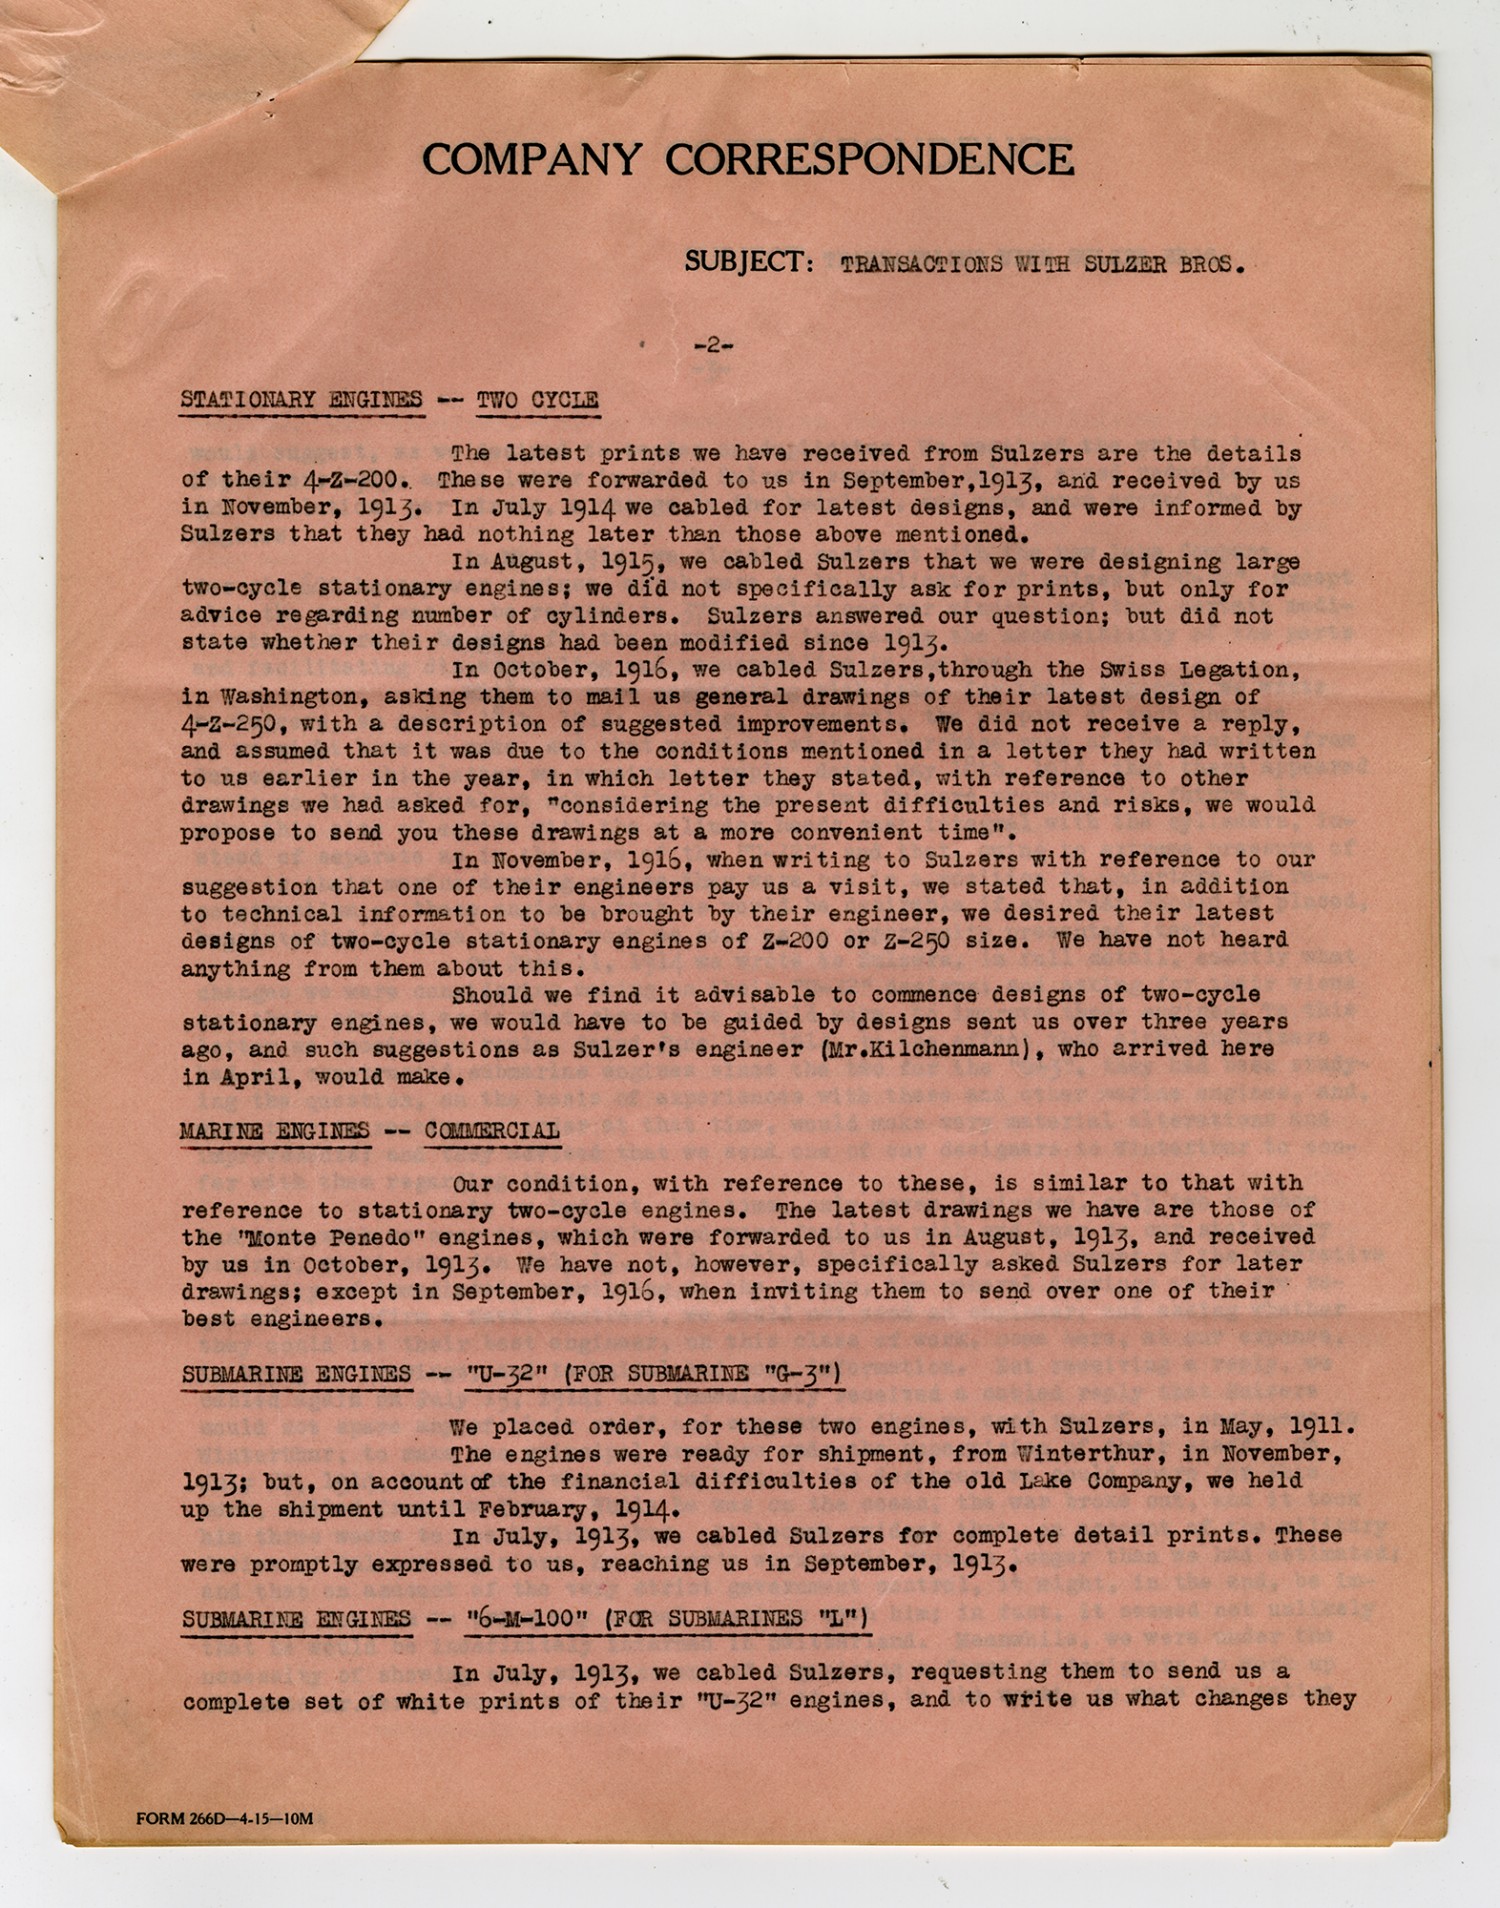 COMPANY CORRESPONDENCE
SUBJECT: TRANSACTIONS WITH SULZER BROS.
-2-
STATIONARY ENGINES -- TWO CYCLE
The latest prints we have received from Sulzers are the details
of their 4-Z-200. These were forwarded to us in September,1913, and received by us
in November, 1913. In July 1914 we cabled for latest designs, and were informed by
Sulzers that they had nothing later than those above mentioned.
In August, 1915, we cabled Sulzers that we were designing large
two-cycle stationary engines; we did not specifically ask for prints, but only for
advice regarding number of cylinders. Sulzers answered our question; but did not
state whether their designs had been modified since 1913.
In October, 1916, we cabled Sulzers,through the Swiss Legation,
in Washington, asking them to mail us general drawings of their latest design of
4-Z-250, with a description of suggested improvements. We did not receive a reply,
and assumed that it was due to the conditions mentioned in a letter they had written
to us earlier in the year, in which letter they stated, with reference to other
drawings we had asked for, "considering the present difficulties and risks, we would
propose to send you these drawings at a more convenient time".
In November, 1916, when writing to Sulzers with reference to our
suggestion that one of their engineers pay us a visit, we stated that, in addition
to technical information to be brought by their engineer, we desired their latest
designs of two-cycle stationary engines of Z-200 or Z-250 size. We have not heard
anything from them about this.
Should we find it advisable to commence designs of two-cycle
stationary engines, we would have to be guided by designs sent us over three years
ago, and such suggestions as Sulzer's engineer (Mr.Kilchenmann), who arrived here
in April, would make.
MARINE ENGINES -- COMMERCIAL
Our condition, with reference to these, is similar to that with
reference to stationary two-cycle engines. The latest drawings we have are those of
the "Monte Penedo" engines, which were forwarded to us in August, 1913, and received
by us in October, 1913. We have not, however, specifically asked Sulzers for later
drawings; except in September, 1916, when inviting them to send over one of their
best engineers.
SUBMARINE ENGINES -- "U-32" (FOR SUBMARINE "G-3")
We placed order, for these two engines, with Sulzers, in May, 1911.
The engines were ready for shipment, from Winterthur, in November,
1913; but, on account of the financial difficulties of the old Lake Company, we held
up the shipment until February, 1914.
In July, 1913, we cabled Sulzers for complete detail prints. These
were promptly expressed to us, reaching us in September, 1913.
SUBMARINE ENGINES -- "6-M-100" (FOR SUBMARINES "L")
In July, 1913, we cabled Sulzers, requesting them to send us a
complete set of white prints of their "U-32" engines, and to write us what changes they
FORM 266D—4-15—10M